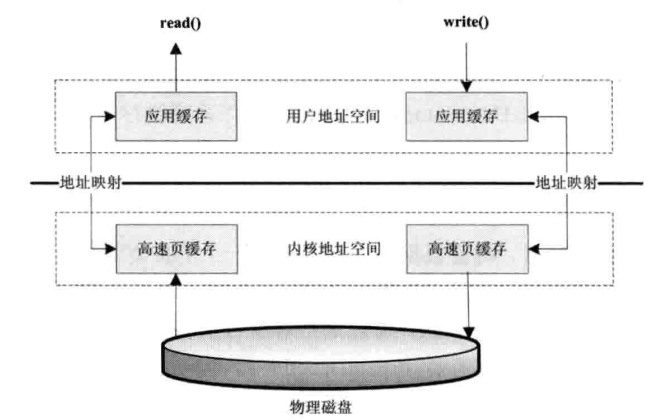 read() write()
应用缓存 用户地址空间 应用缓存
地址映射 地址映射
高速页缓存 内核地址空间 高速页缓存
物理磁盘